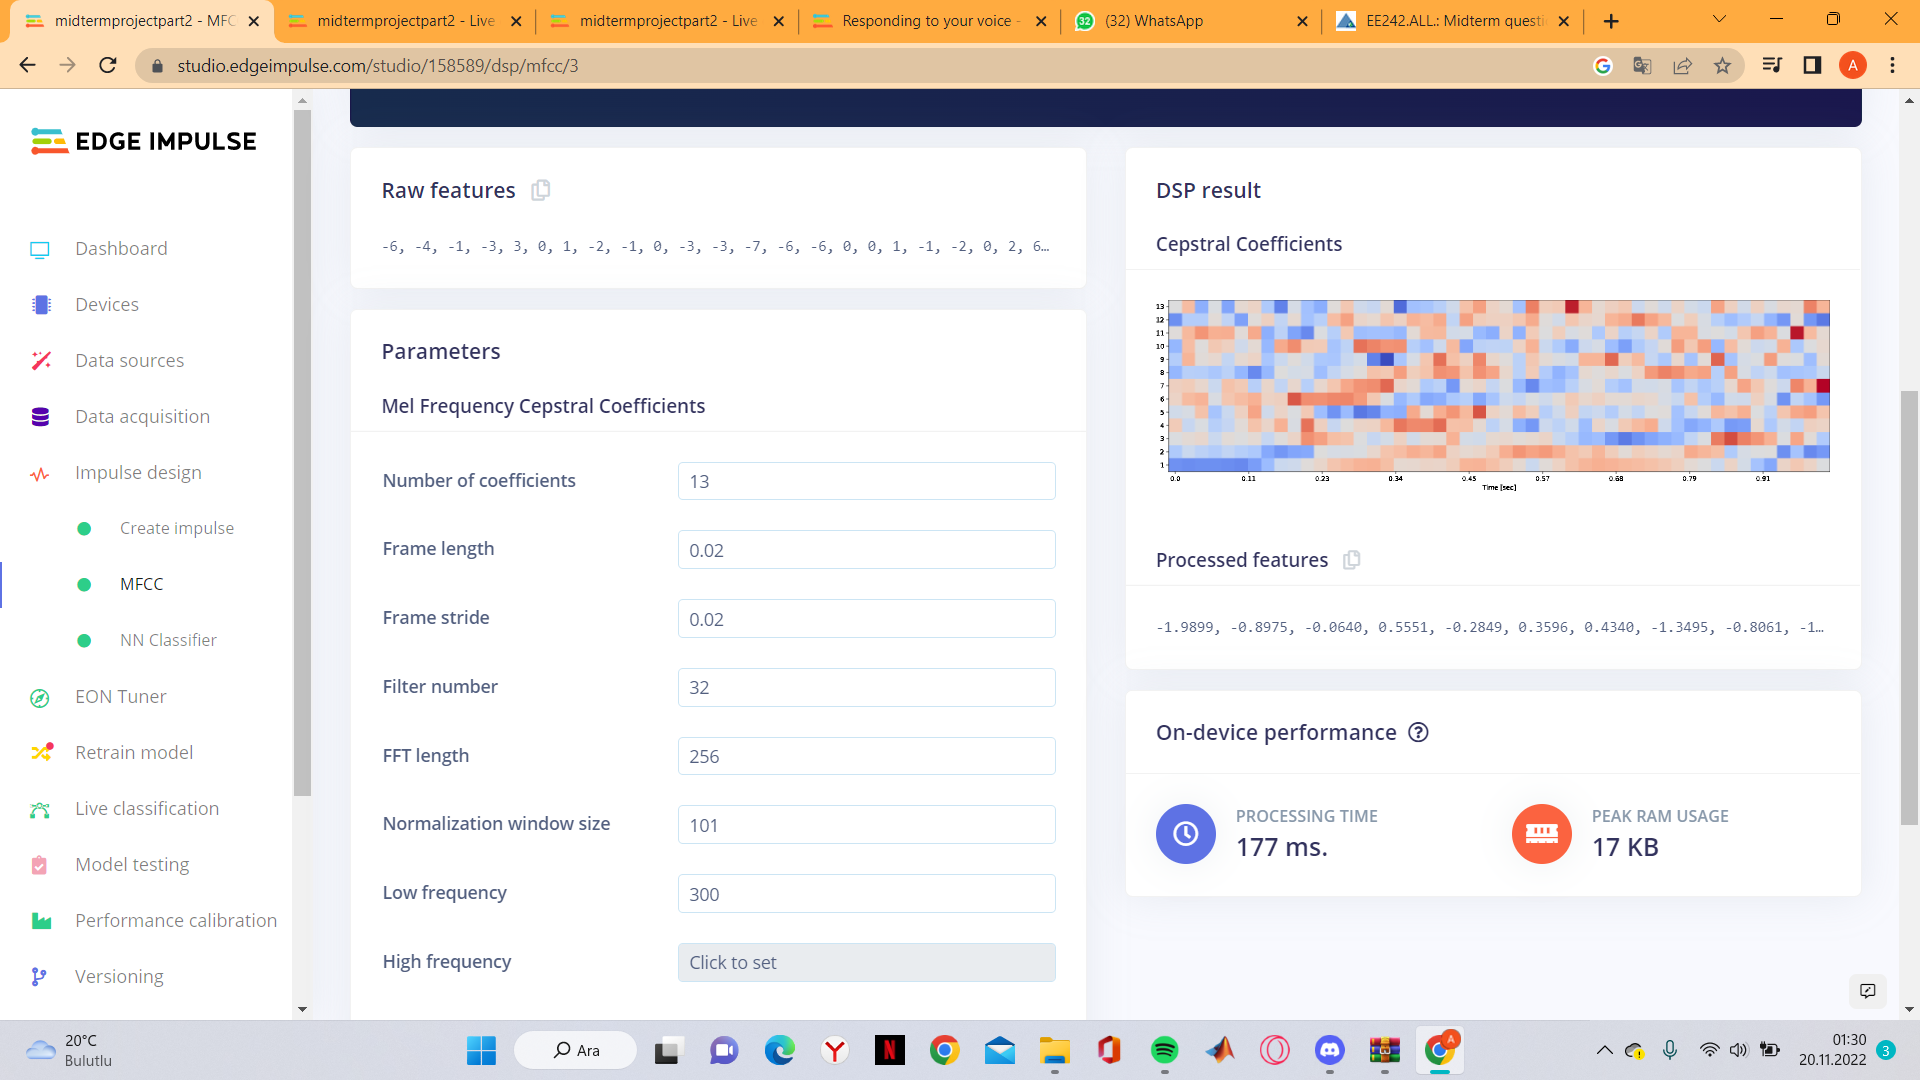 midtermprojectpart2 - MFC
midtermprojectpart2 - Live
midtermprojectpart2 - Live
Responding to your voice -
32
(32) WhatsApp
EE242.ALL.: Midterm questi
studio.edgeimpulse.com/studio/158589/dsp/mfcc/3
A
EDGE IMPULSE
Dashboard
Devices
Data sources
Data acquisition
Impulse design
Create impulse
MFCC
NN Classifier
EON Tuner
Retrain model
Live classification
Model testing
Performance calibration
Versioning
Raw features
-6, -4, -1, -3, 3, 0, 1, -2, -1, 0, -3, -3, -7, -6, -6, 0, 0, 1, -1, -2, 0, 2, 6…
Parameters
Mel Frequency Cepstral Coefficients
Number of coefficients
13
Frame length
0.02
Frame stride
0.02
Filter number
32
FFT length
256
Normalization window size
101
Low frequency
300
High frequency
Click to set
DSP result
Cepstral Coefficients
13
12
11
10
9
8
7
6
5
4
3
2
1
0.0 0.11 0.23 0.34 0.45 0.57 0.68 0.79 0.91
Time [sec]
Processed features
-1.9899, -0.8975, -0.0640, 0.5551, -0.2849, 0.3596, 0.4340, -1.3495, -0.8061, -1…
On-device performance
PROCESSING TIME
177 ms.
PEAK RAM USAGE
17 KB
20°C
Bulutlu
Ara
Y
N
A
01:30
20.11.2022
3